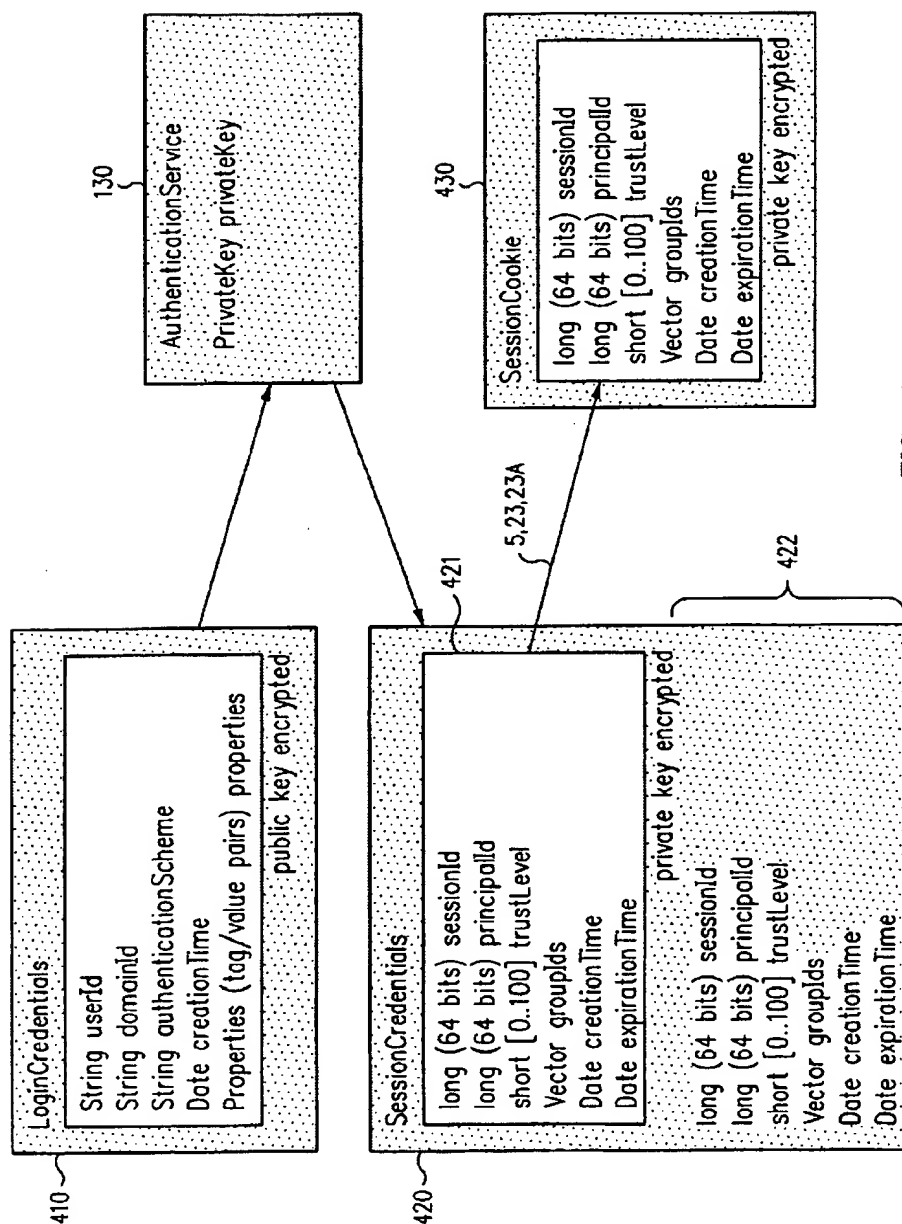 410
LoginCredentials
String userId
String domainId
String authenticationScheme
Date creationTime
Properties (tag/value pairs) properties
public key encrypted
130
AuthenticationService
PrivateKey privateKey
420
SessionCredentials
421
long (64 bits) sessionId
long (64 bits) principalId
short [0..100] trustLevel
Vector groupIds
Date creationTime
Date expirationTime
private key encrypted
long (64 bits) sessionId
long (64 bits) principalId
short [0..100] trustLevel
Vector groupIds
Date creationTime
Date expirationTime
422
5,23,23A
430
SessionCookie
long (64 bits) sessionId
long (64 bits) principalId
short [0..100] trustLevel
Vector groupIds
Date creationTime
Date expirationTime
private key encrypted